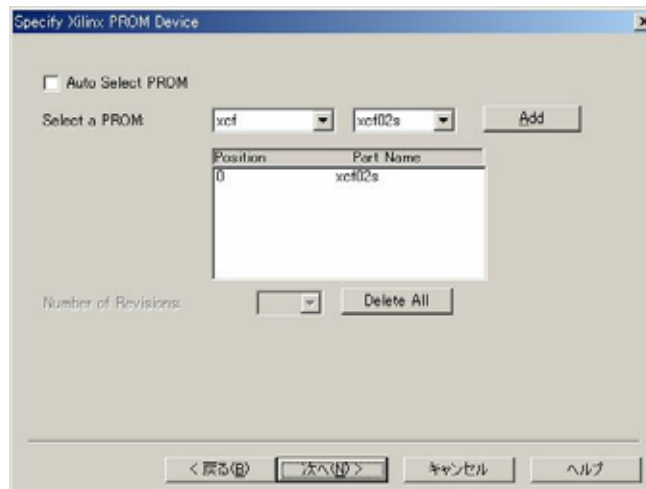 Specify Xilinx PROM Device
Auto Select PROM
Select a PROM: xcf xcf02s Add
Position Part Name
0 xcf02s
Number of Revisions: Delete All
< 戻る(B) 次へ(N) > キャンセル ヘルプ